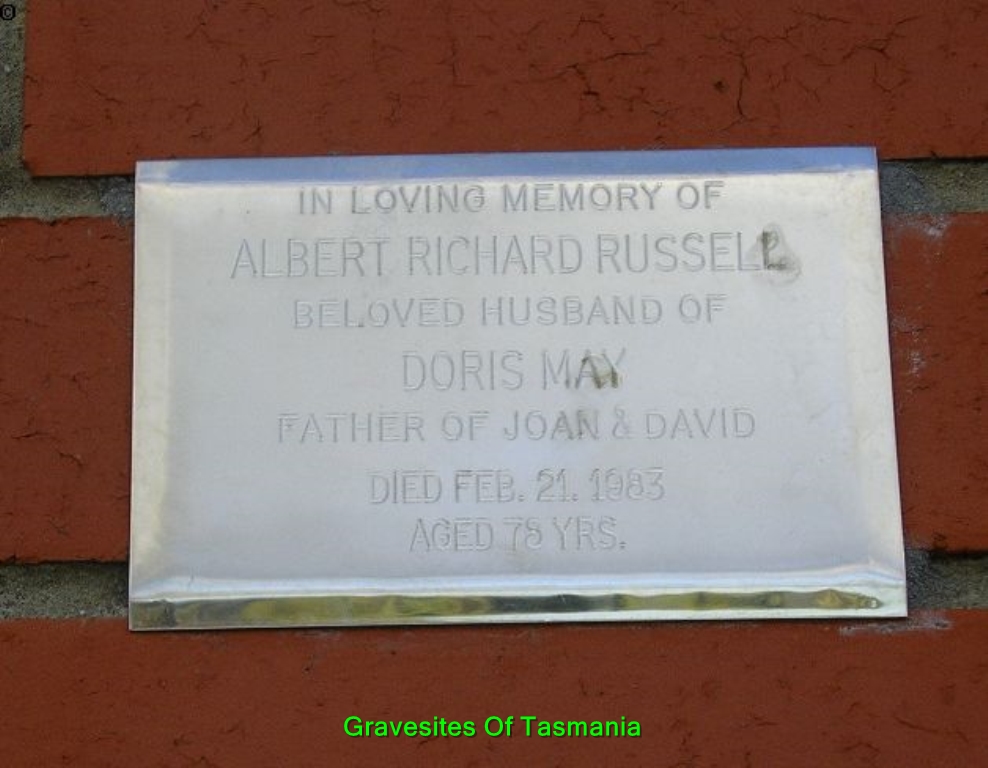 ©
IN LOVING MEMORY OF
ALBERT RICHARD RUSSELL
BELOVED HUSBAND OF
DORIS MAY
FATHER OF JOAN & DAVID
DIED FEB. 21. 1983
AGED 78 YRS.
Gravesites Of Tasmania